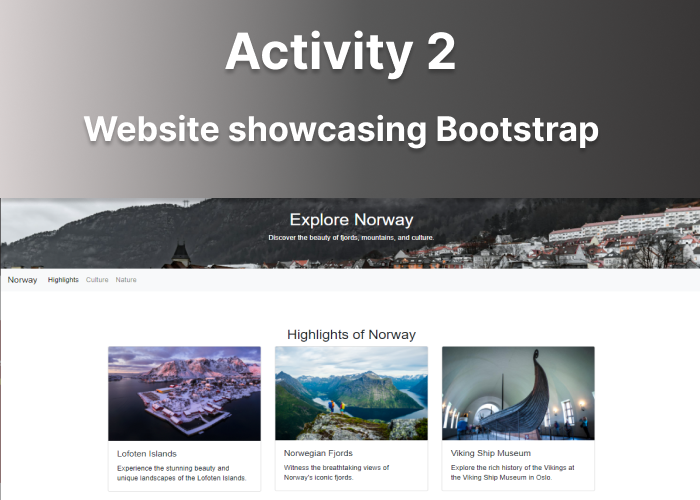 Activity 2
Website showcasing Bootstrap
Explore Norway
Discover the beauty of fjords, mountains, and culture.
Norway Highlights Culture Nature
Highlights of Norway
Lofoten Islands
Experience the stunning beauty and
unique landscapes of the Lofoten Islands.
Norwegian Fjords
Witness the breathtaking views of
Norway's iconic fjords.
Viking Ship Museum
Explore the rich history of the Vikings at
the Viking Ship Museum in Oslo.